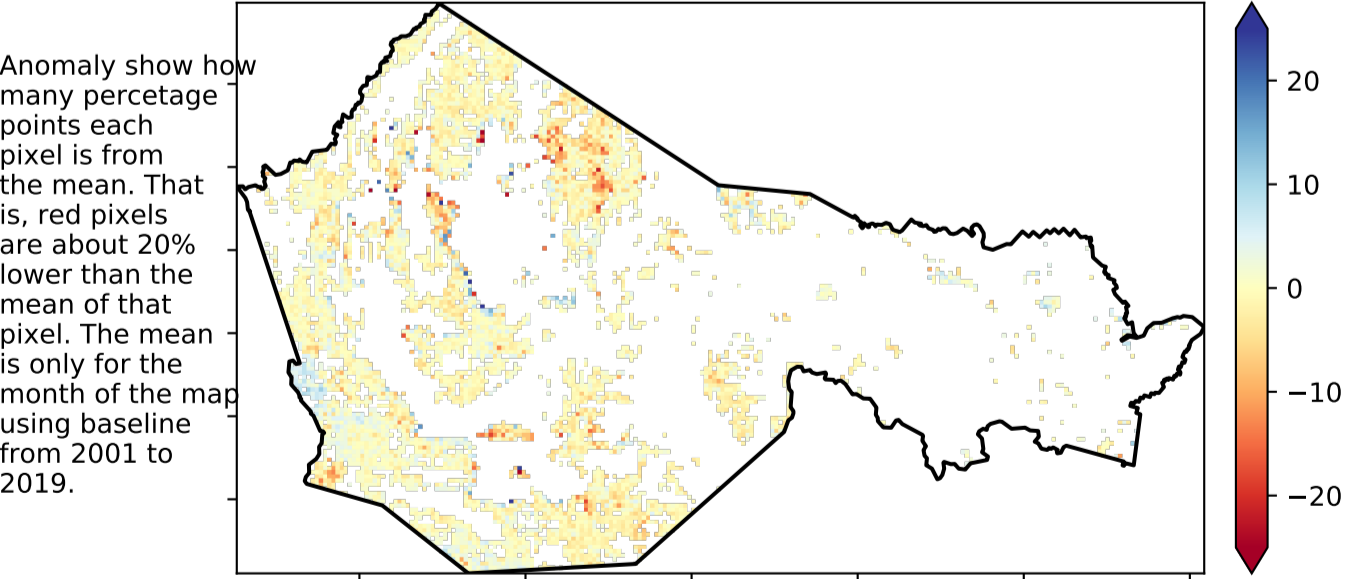 Anomaly show how
many percetage
points each
pixel is from
the mean. That
is, red pixels
are about 20%
lower than the
mean of that
pixel. The mean
is only for the
month of the map
using baseline
from 2001 to
2019.
20
10
0
−10
−20